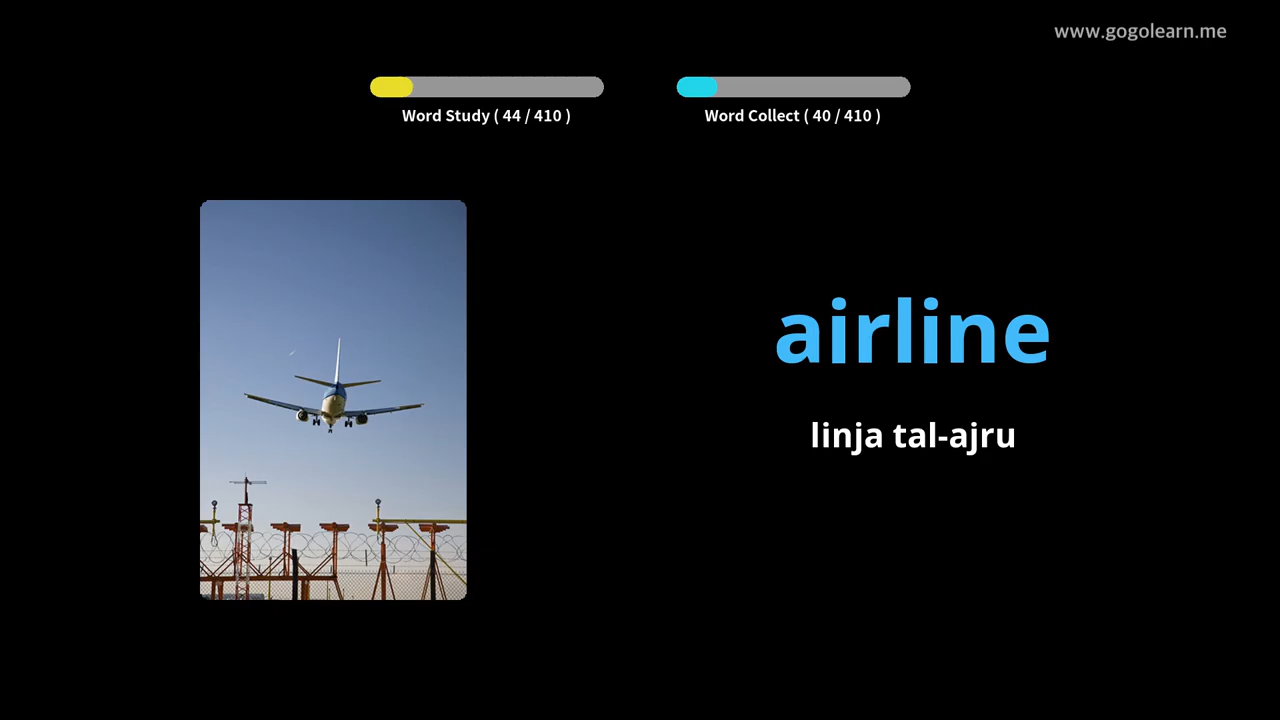 www.gogolearn.me
Word Study ( 44 / 410 )
Word Collect ( 40 / 410 )
airline
linja tal-ajru